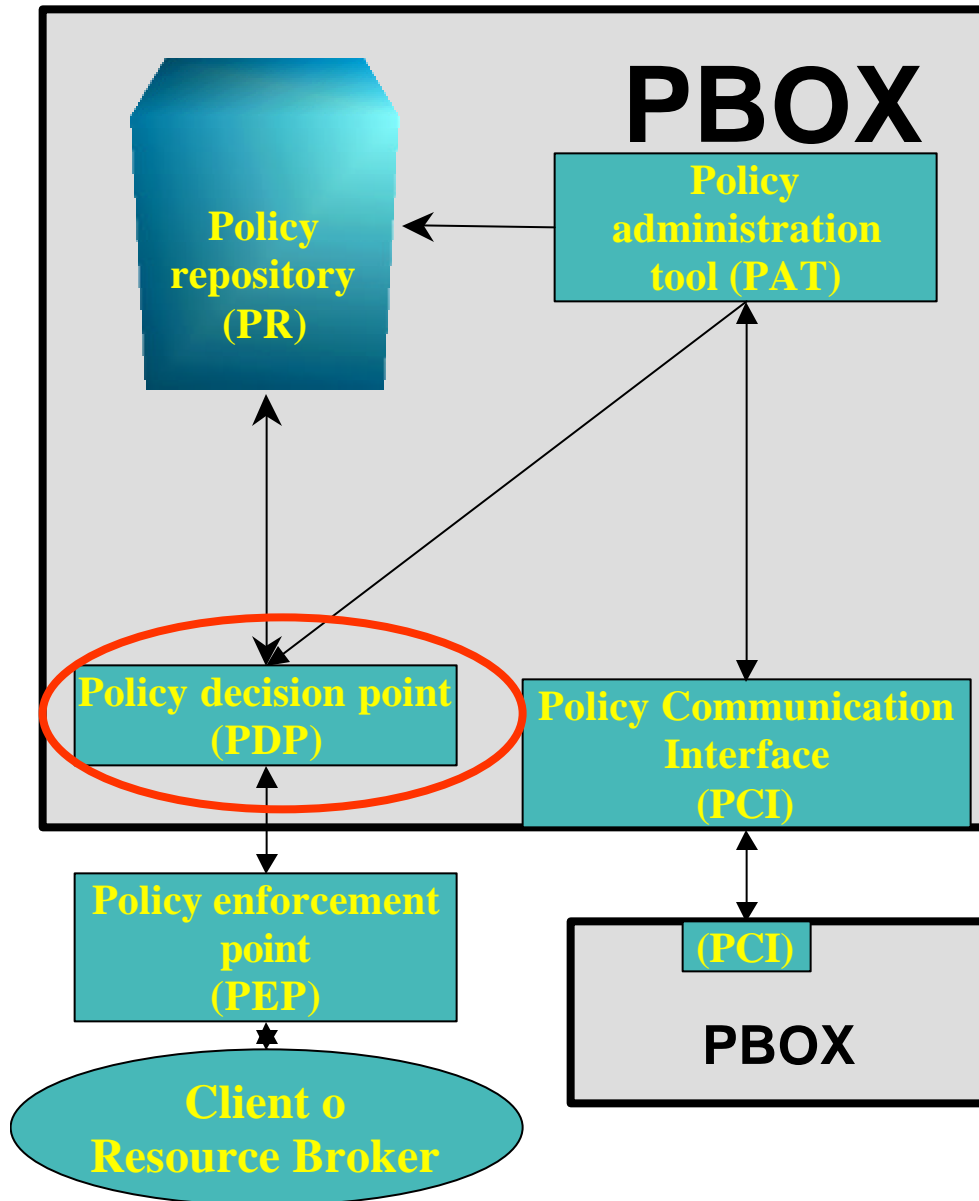 PBOX
Policy
administration
tool (PAT)
Policy
repository
(PR)
Policy decision point
(PDP)
Policy Communication
Interface
(PCI)
Policy enforcement
point
(PEP)
(PCI)
PBOX
Client o
Resource Broker